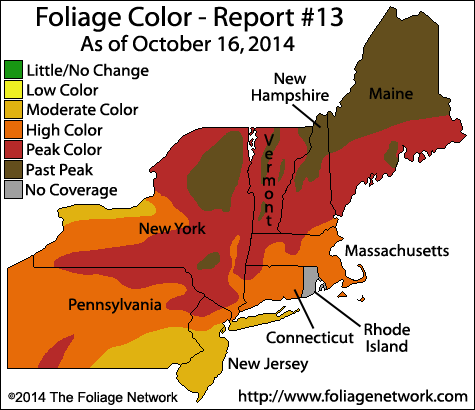 Foliage Color - Report #13
As of October 16, 2014
Little/No Change
Low Color
Moderate Color
High Color
Peak Color
Past Peak
No Coverage
New
Hampshire
Maine
Vermont
New York
Massachusetts
Pennsylvania
Connecticut
Rhode
Island
New Jersey
©2014 The Foliage Network
http://www.foliagenetwork.com